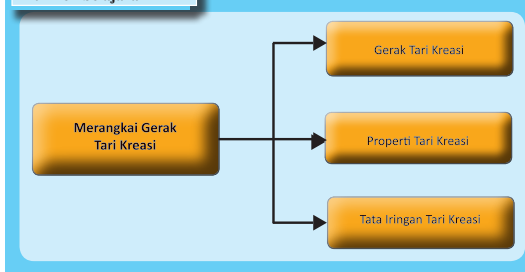 Merangkai Gerak
Tari Kreasi
Gerak Tari Kreasi
Properti Tari Kreasi
Tata Iringan Tari Kreasi